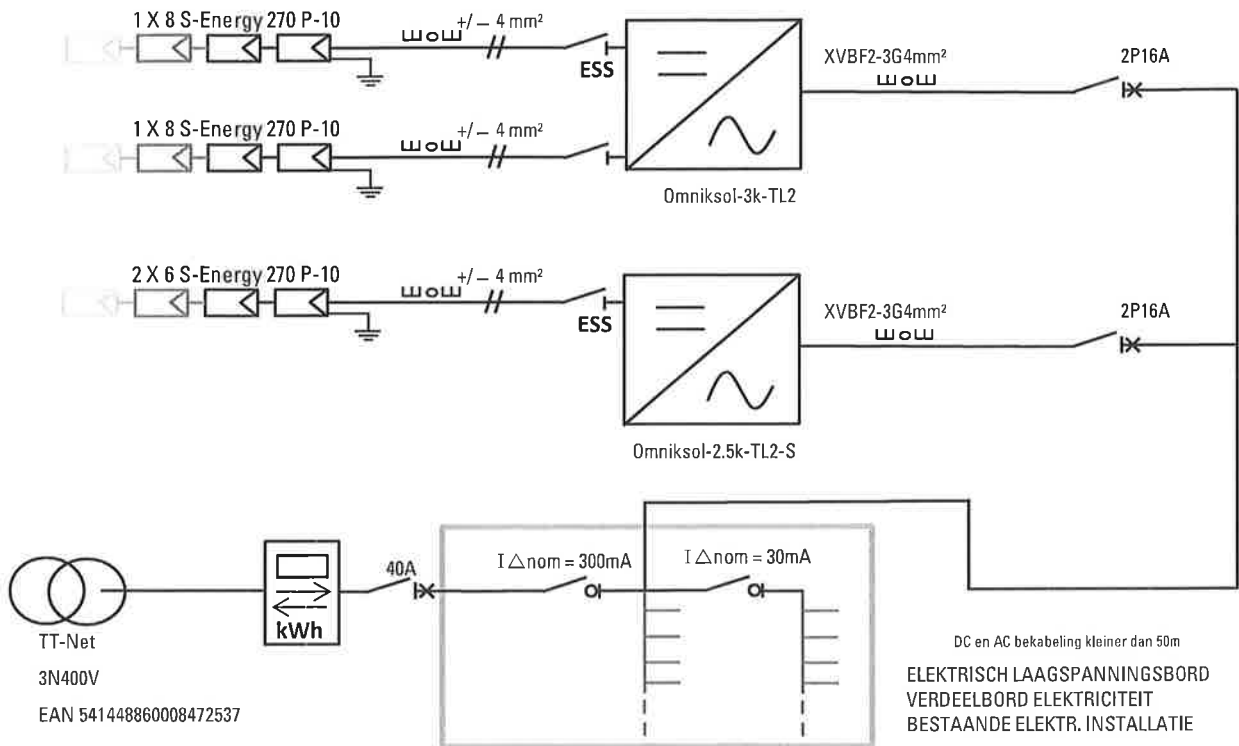 1 X 8 S-Energy 270 P-10
+/− 4 mm²
ESS
XVBF2-3G4mm²
2P16A
1 X 8 S-Energy 270 P-10
+/− 4 mm²
Omniksol-3k-TL2
2 X 6 S-Energy 270 P-10
+/− 4 mm²
ESS
XVBF2-3G4mm²
2P16A
Omniksol-2.5k-TL2-S
40A
I△nom = 300mA
I△nom = 30mA
kWh
TT-Net
3N400V
EAN 541448860008472537
DC en AC bekabeling kleiner dan 50m
ELEKTRISCH LAAGSPANNINGSBORD
VERDEELBORD ELEKTRICITEIT
BESTAANDE ELEKTR. INSTALLATIE